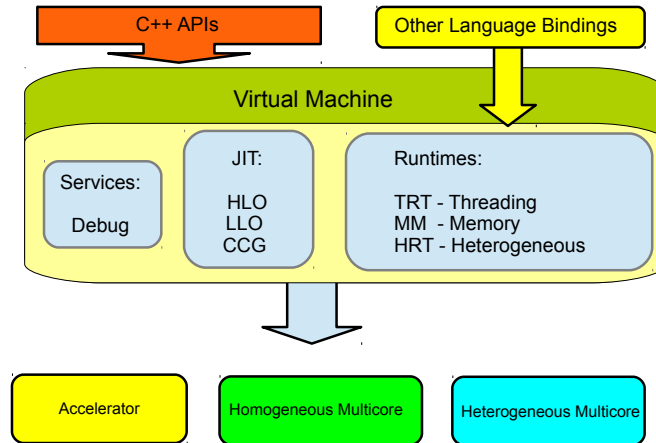 C++ APIs
Other Language Bindings
Virtual Machine
Services:
Debug
JIT:
HLO
LLO
CCG
Runtimes:
TRT - Threading
MM - Memory
HRT - Heterogeneous
Accelerator
Homogeneous Multicore
Heterogeneous Multicore